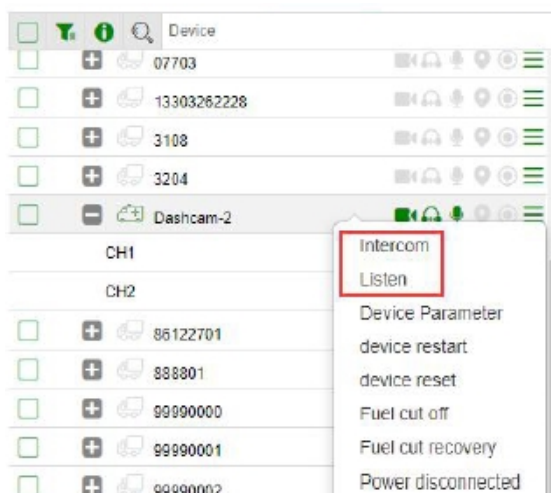 Device
07703
13303262228
3108
3204
Dashcam-2
CH1
CH2
86122701
888801
99990000
99990001
99990002
Intercom
Listen
Device Parameter
device restart
device reset
Fuel cut off
Fuel cut recovery
Power disconnected